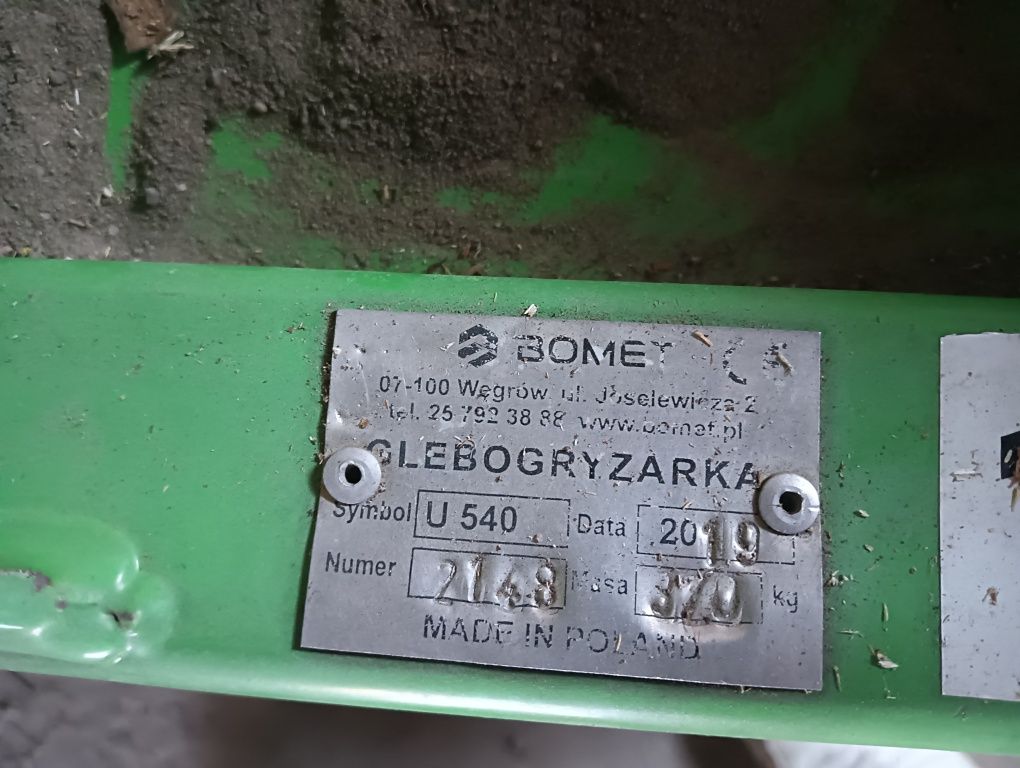 BOMET CE
07-100 Węgrów, ul. Joselewicza 2
tel. 25 792 38 88 www.bomet.pl
GLEBOGRYZARKA
Symbol U 540 Data 2019
Numer 2148 Masa 320 kg
MADE IN POLAND